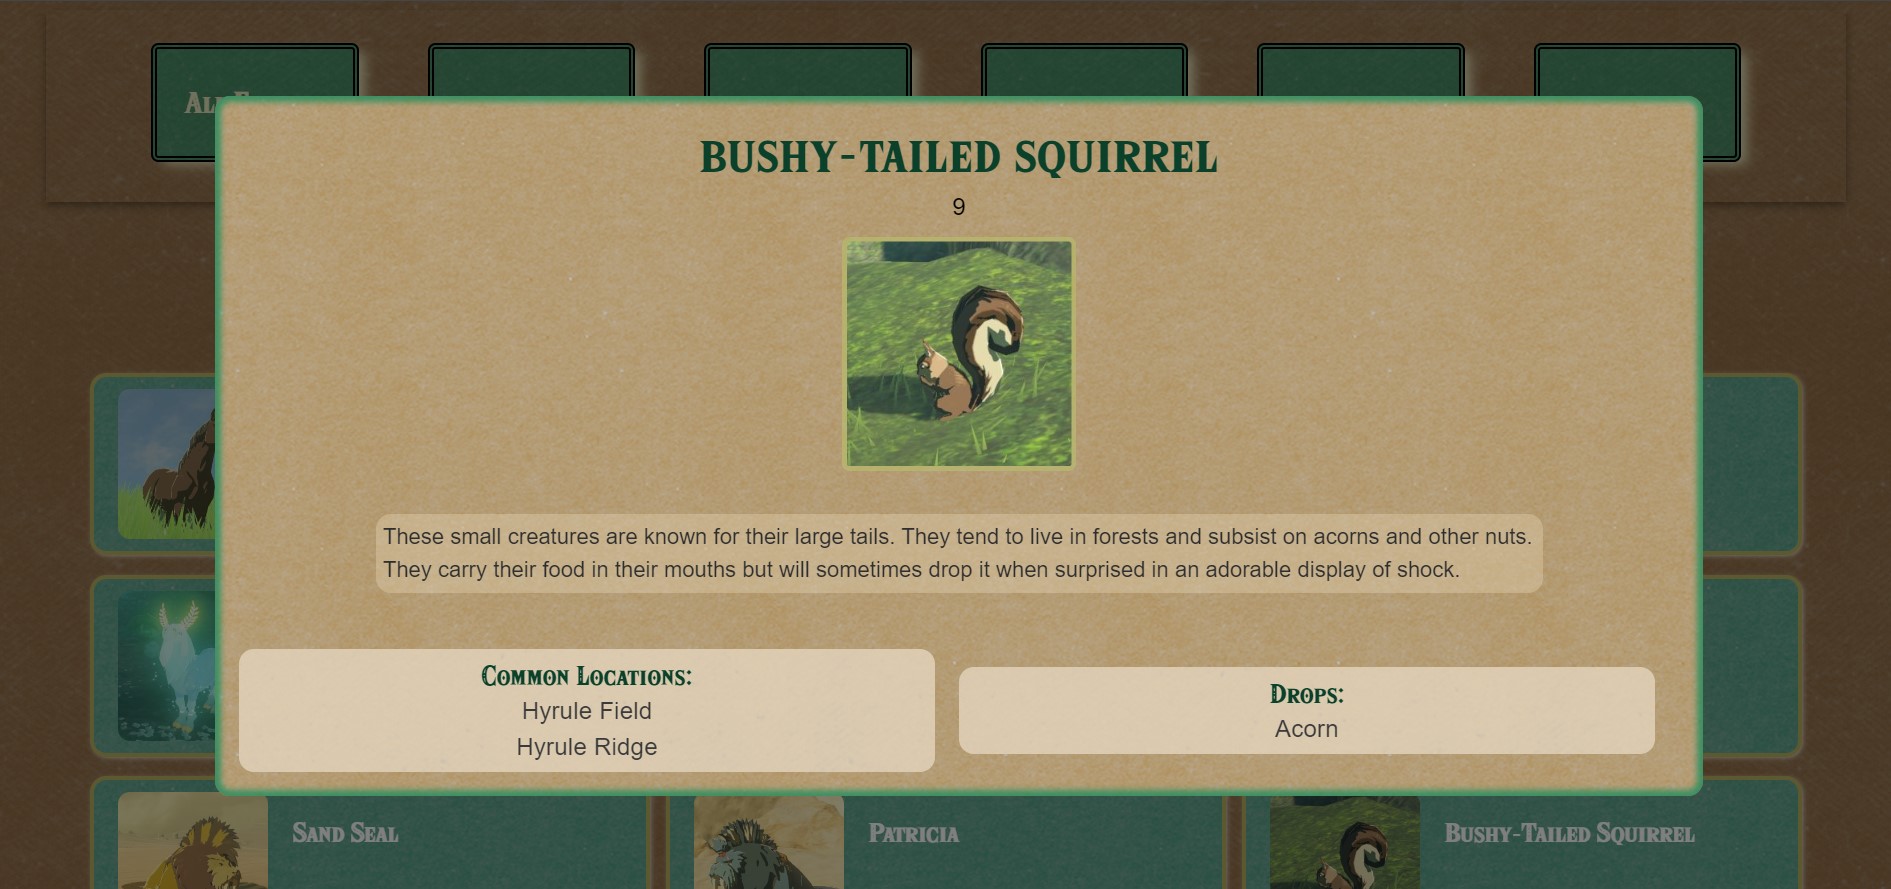 BUSHY-TAILED SQUIRREL
9
These small creatures are known for their large tails. They tend to live in forests and subsist on acorns and other nuts.
They carry their food in their mouths but will sometimes drop it when surprised in an adorable display of shock.
Common Locations:
Hyrule Field
Hyrule Ridge
Drops:
Acorn
Sand Seal
Patricia
Bushy-Tailed Squirrel